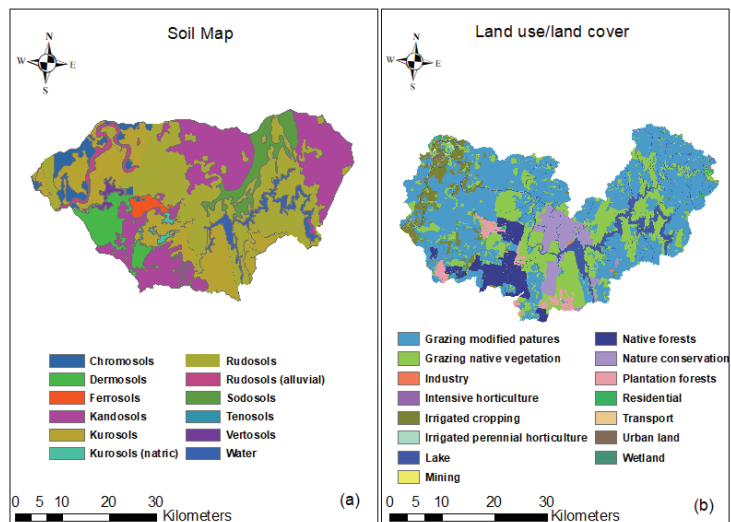 Soil Map
N
W
E
S
Chromosols
Dermosols
Ferrosols
Kandosols
Kurosols
Kurosols (natric)
Rudosols
Rudosols (alluvial)
Sodosols
Tenosols
Vertosols
Water
0 5 10 20 30
Kilometers
(a)
Land use/land cover
N
W
E
S
Grazing modified patures
Grazing native vegetation
Industry
Intensive horticulture
Irrigated cropping
Irrigated perennial horticulture
Lake
Mining
Native forests
Nature conservation
Plantation forests
Residential
Transport
Urban land
Wetland
0 5 10 20 30
Kilometers
(b)